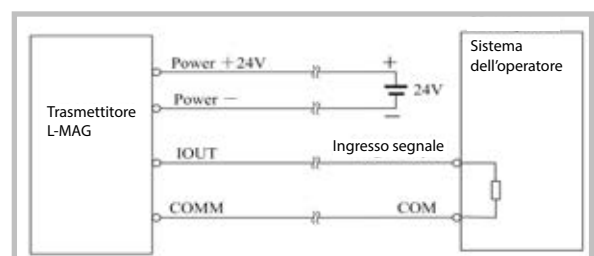 Sistema
dell'operatore
Power +24V
+
24V
Power −
−
Trasmettitore
L-MAG
Ingresso segnale
IOUT
COMM
COM